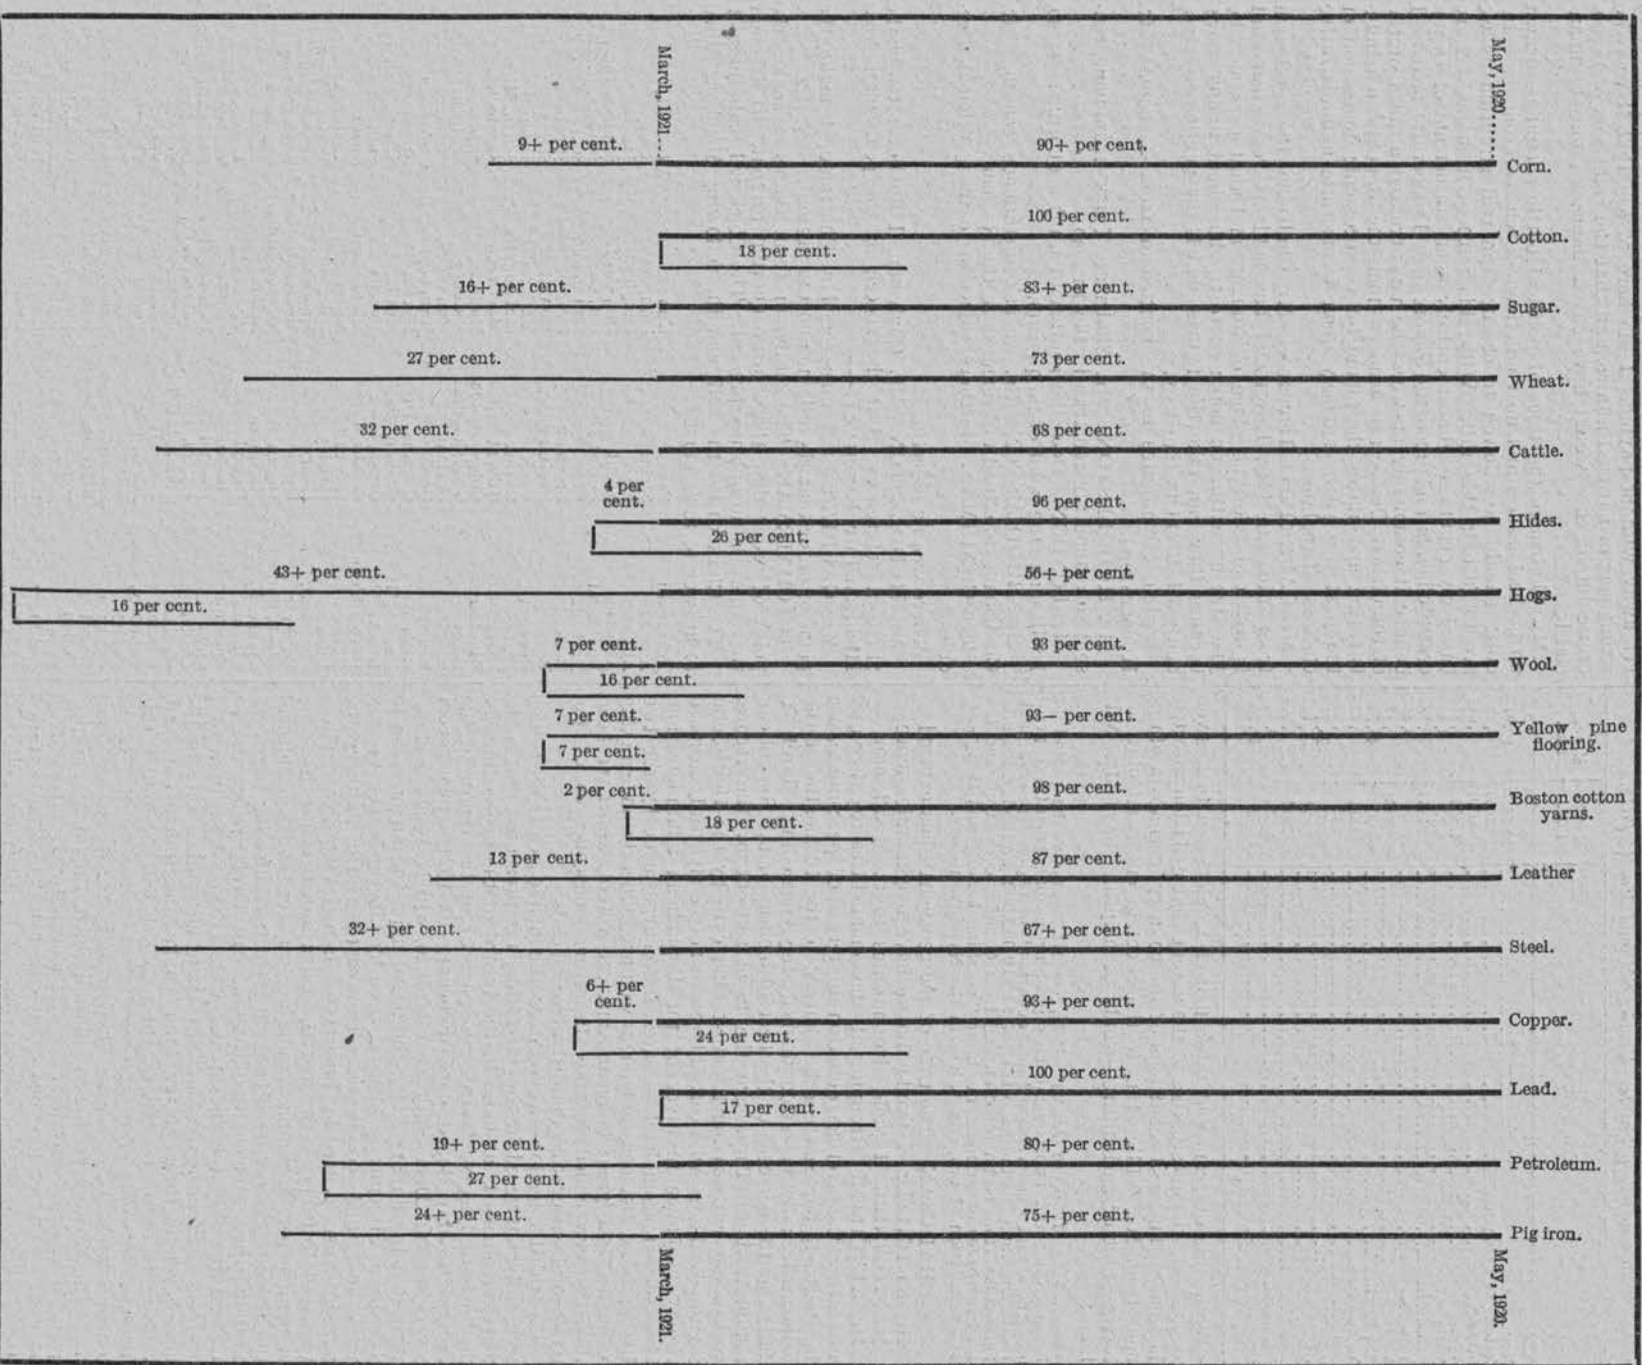 March, 1921..
May, 1920......
9+ per cent. 90+ per cent. Corn.
100 per cent. Cotton.
18 per cent.
16+ per cent. 83+ per cent. Sugar.
27 per cent. 73 per cent. Wheat.
32 per cent. 68 per cent. Cattle.
4 per
cent. 96 per cent. Hides.
26 per cent.
43+ per cent. 56+ per cent. Hogs.
16 per cent.
7 per cent. 93 per cent. Wool.
16 per cent.
7 per cent. 93— per cent. Yellow pine
flooring.
7 per cent.
2 per cent. 98 per cent. Boston cotton
yarns.
18 per cent.
13 per cent. 87 per cent. Leather
32+ per cent. 67+ per cent. Steel.
6+ per
cent. 93+ per cent. Copper.
24 per cent.
100 per cent. Lead.
17 per cent.
19+ per cent. 80+ per cent. Petroleum.
27 per cent.
24+ per cent. 75+ per cent. Pig iron.
March, 1921.
May, 1920.